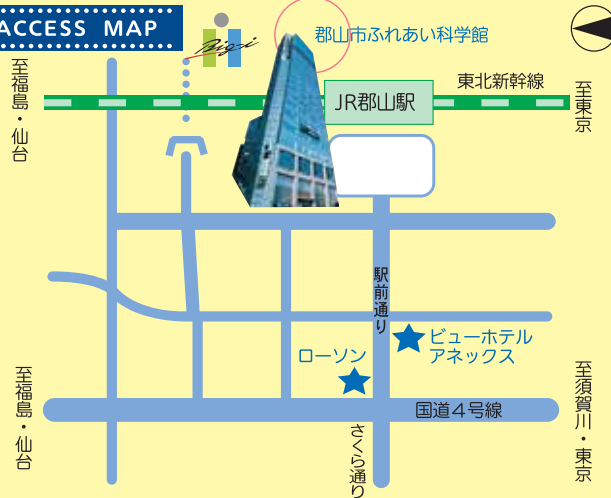 ACCESS MAP
Bigi
郡山市ふれあい科学館
東北新幹線
至福島・仙台
JR郡山駅
至東京
駅前通り
ビューホテル
アネックス
ローソン
至福島・仙台
国道4号線
至須賀川・東京
さくら通り